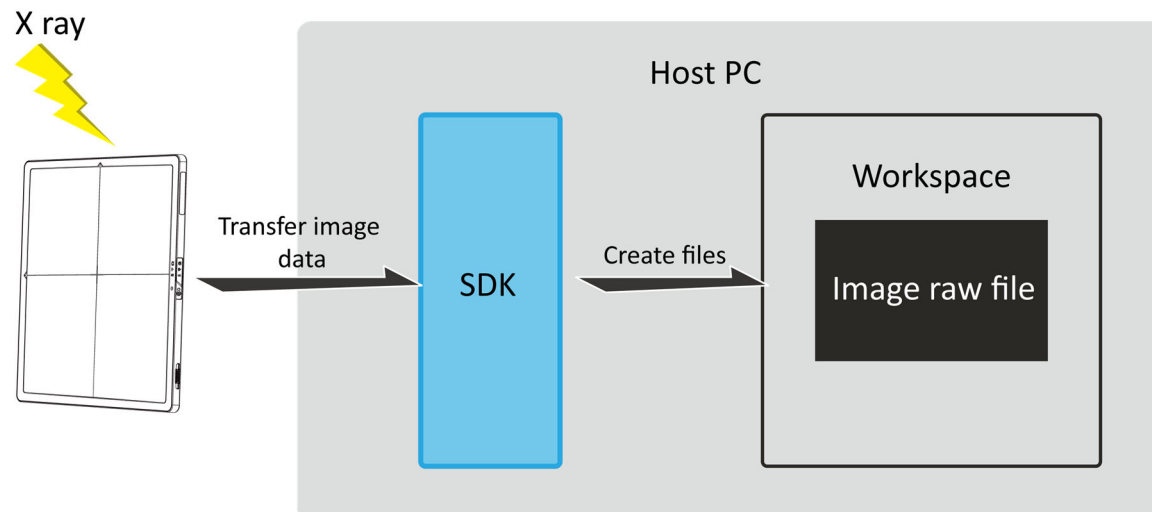 X ray
Host PC
Workspace
Transfer image
data
Create files
SDK
Image raw file